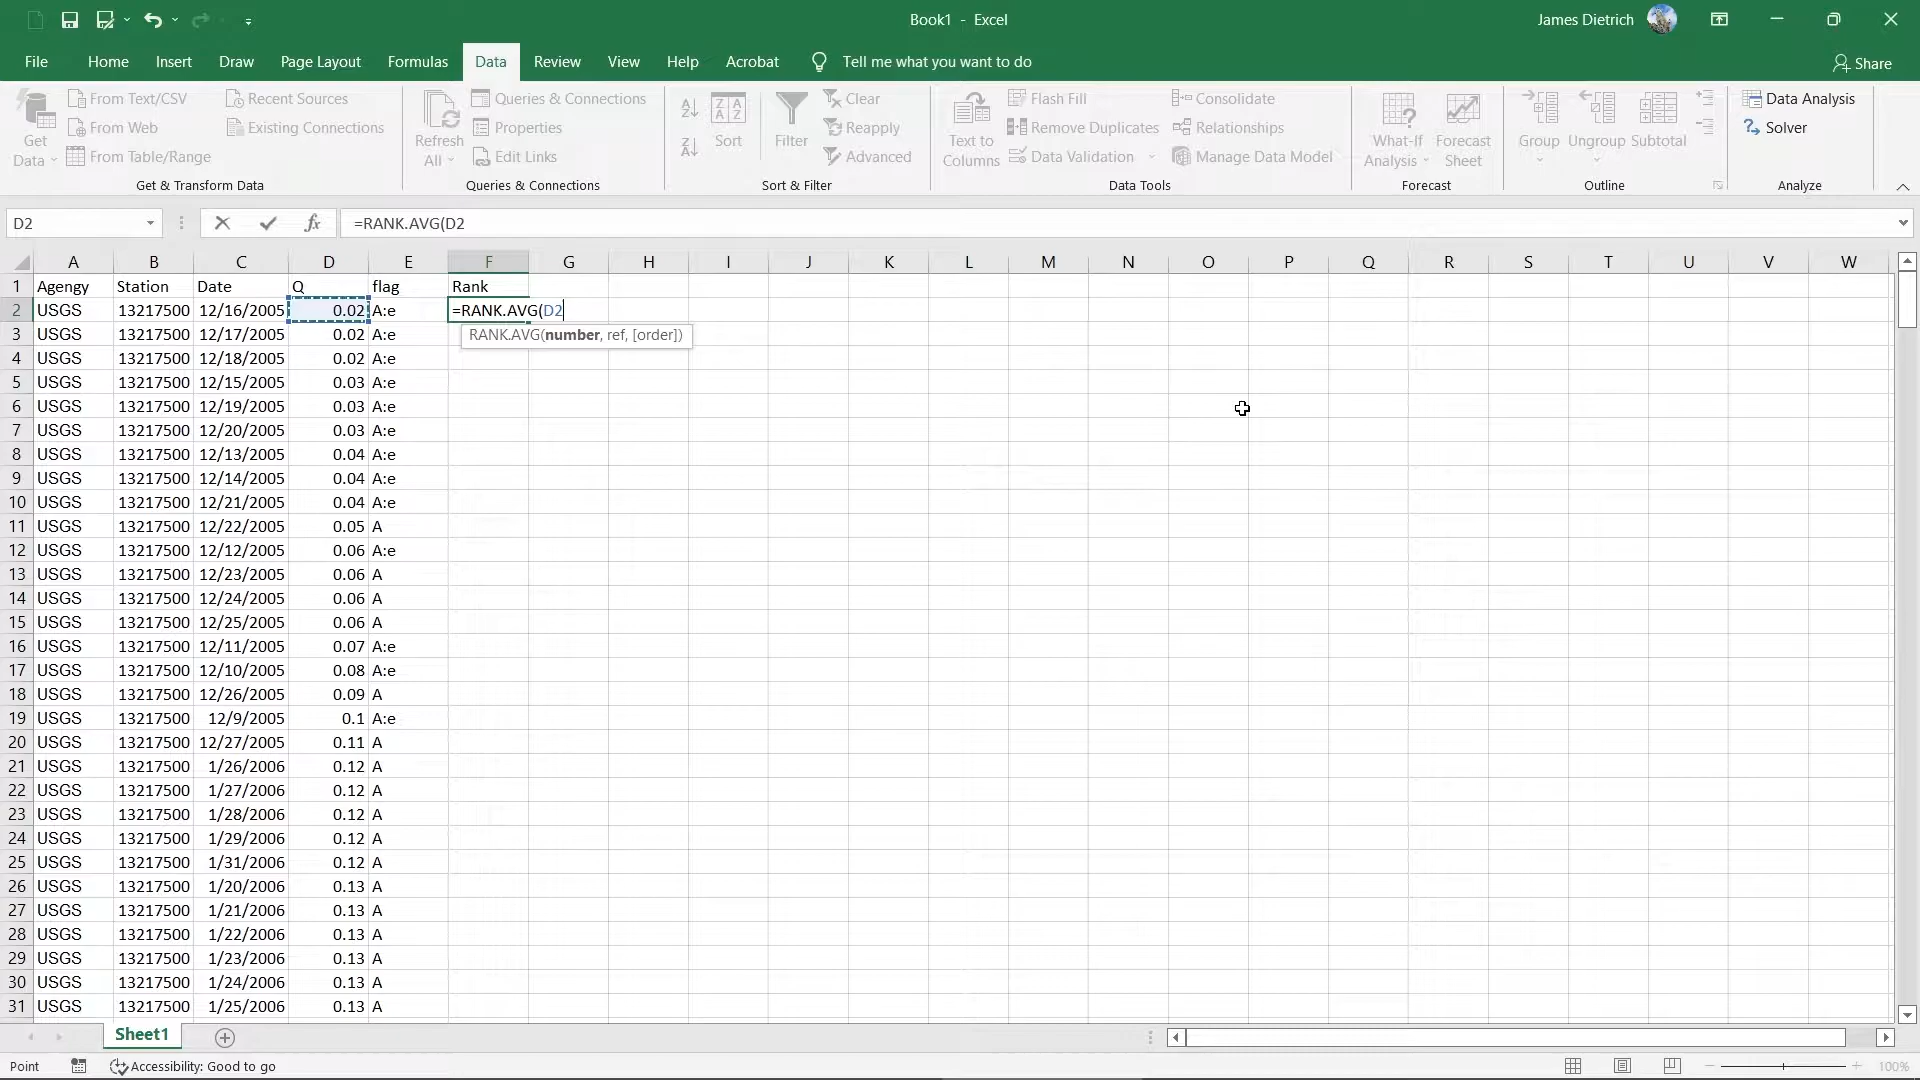 Book1 - Excel
James Dietrich
File Home Insert Draw Page Layout Formulas Data Review View Help Acrobat Tell me what you want to do
Share
Get Data
From Text/CSV
From Web
From Table/Range
Recent Sources
Existing Connections
Get & Transform Data
Refresh All
Queries & Connections
Properties
Edit Links
Queries & Connections
Sort
Filter
Clear
Reapply
Advanced
Sort & Filter
Text to Columns
Flash Fill
Remove Duplicates
Data Validation
Consolidate
Relationships
Manage Data Model
Data Tools
What-If Analysis
Forecast Sheet
Forecast
Group
Ungroup
Subtotal
Outline
Data Analysis
Solver
Analyze
D2 fx =RANK.AVG(D2
A B C D E F G H I J K L M N O P Q R S T U V W
1 Agengy Station Date Q flag Rank
2 USGS 13217500 12/16/2005 0.02 A:e =RANK.AVG(D2
RANK.AVG(number, ref, [order])
3 USGS 13217500 12/17/2005 0.02 A:e
4 USGS 13217500 12/18/2005 0.02 A:e
5 USGS 13217500 12/15/2005 0.03 A:e
6 USGS 13217500 12/19/2005 0.03 A:e
7 USGS 13217500 12/20/2005 0.03 A:e
8 USGS 13217500 12/13/2005 0.04 A:e
9 USGS 13217500 12/14/2005 0.04 A:e
10 USGS 13217500 12/21/2005 0.04 A:e
11 USGS 13217500 12/22/2005 0.05 A
12 USGS 13217500 12/12/2005 0.06 A:e
13 USGS 13217500 12/23/2005 0.06 A
14 USGS 13217500 12/24/2005 0.06 A
15 USGS 13217500 12/25/2005 0.06 A
16 USGS 13217500 12/11/2005 0.07 A:e
17 USGS 13217500 12/10/2005 0.08 A:e
18 USGS 13217500 12/26/2005 0.09 A
19 USGS 13217500 12/9/2005 0.1 A:e
20 USGS 13217500 12/27/2005 0.11 A
21 USGS 13217500 1/26/2006 0.12 A
22 USGS 13217500 1/27/2006 0.12 A
23 USGS 13217500 1/28/2006 0.12 A
24 USGS 13217500 1/29/2006 0.12 A
25 USGS 13217500 1/31/2006 0.12 A
26 USGS 13217500 1/20/2006 0.13 A
27 USGS 13217500 1/21/2006 0.13 A
28 USGS 13217500 1/22/2006 0.13 A
29 USGS 13217500 1/23/2006 0.13 A
30 USGS 13217500 1/24/2006 0.13 A
31 USGS 13217500 1/25/2006 0.13 A
Sheet1
Point Accessibility: Good to go 100%